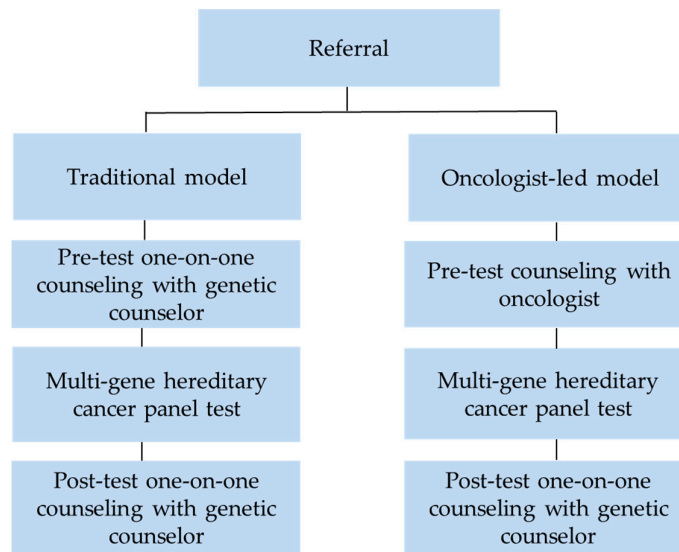 Referral
Traditional model
Oncologist-led model
Pre-test one-on-one
counseling with genetic
counselor
Pre-test counseling with
oncologist
Multi-gene hereditary
cancer panel test
Multi-gene hereditary
cancer panel test
Post-test one-on-one
counseling with genetic
counselor
Post-test one-on-one
counseling with genetic
counselor